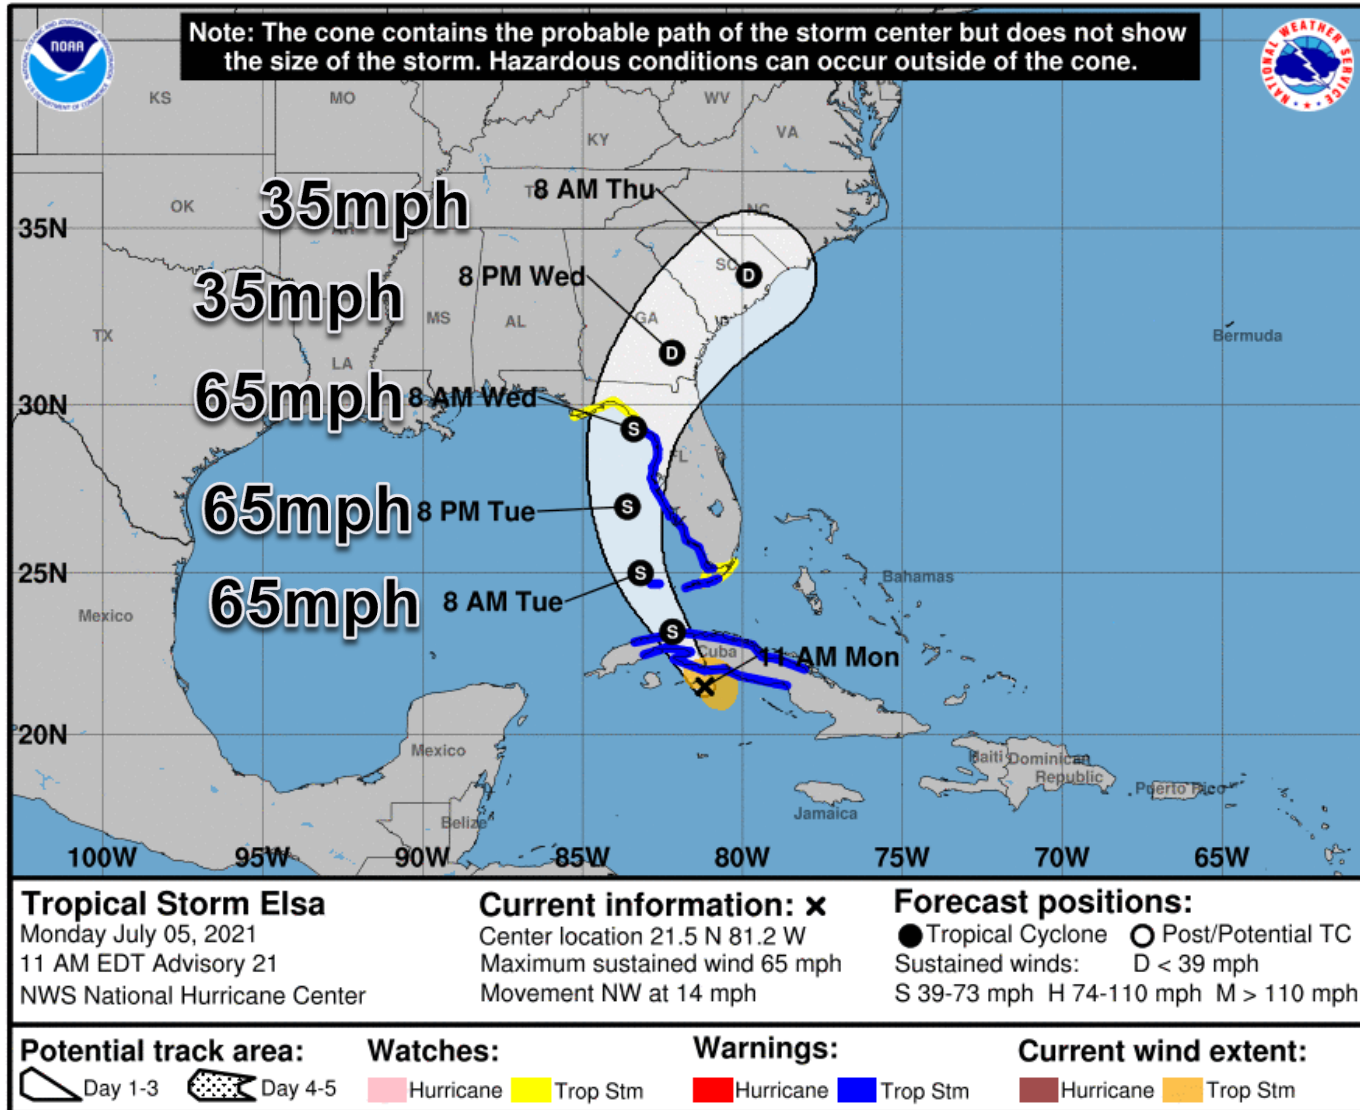 Note: The cone contains the probable path of the storm center but does not show
the size of the storm. Hazardous conditions can occur outside of the cone.
NOAA
NATIONAL WEATHER SERVICE
KS
MO
WV
KY
VA
35mph
8 AM Thu
OK
NC
35N
35mph
8 PM Wed
SC
TX
MS
AL
GA
Bermuda
LA
65mph
8 AM Wed
30N
FL
65mph
8 PM Tue
25N
Bahamas
65mph
8 AM Tue
Mexico
Cuba
11 AM Mon
20N
Mexico
Haiti
Dominican
Republic
Puerto Rico
Jamaica
Belize
100W 95W 90W 85W 80W 75W 70W 65W
Tropical Storm Elsa
Monday July 05, 2021
11 AM EDT Advisory 21
NWS National Hurricane Center
Current information: x
Center location 21.5 N 81.2 W
Maximum sustained wind 65 mph
Movement NW at 14 mph
Forecast positions:
Tropical Cyclone Post/Potential TC
Sustained winds: D < 39 mph
S 39-73 mph H 74-110 mph M > 110 mph
Potential track area:
Day 1-3 Day 4-5
Watches:
Hurricane Trop Stm
Warnings:
Hurricane Trop Stm
Current wind extent:
Hurricane Trop Stm
D
D
S
S
S
S